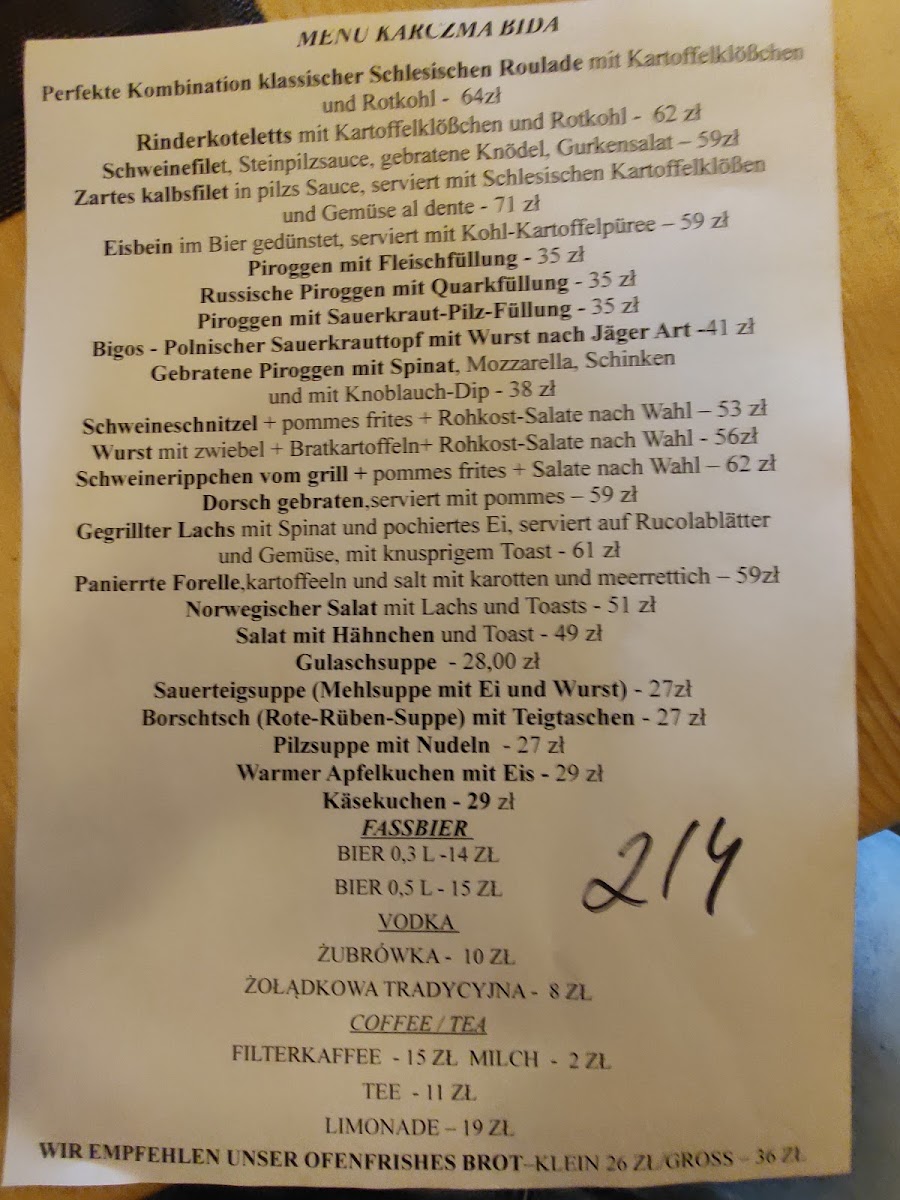 MENU KARCZMA BIDA
Perfekte Kombination klassischer Schlesischen Roulade mit Kartoffelklößchen
und Rotkohl - 64zł
Rinderkoteletts mit Kartoffelklößchen und Rotkohl - 62 zł
Schweinefilet, Steinpilzsauce, gebratene Knödel, Gurkensalat – 59zł
Zartes kalbsfilet in pilzs Sauce, serviert mit Schlesischen Kartoffelklößen
und Gemüse al dente - 71 zł
Eisbein im Bier gedünstet, serviert mit Kohl-Kartoffelpüree – 59 zł
Piroggen mit Fleischfüllung - 35 zł
Russische Piroggen mit Quarkfüllung - 35 zł
Piroggen mit Sauerkraut-Pilz-Füllung - 35 zł
Bigos - Polnischer Sauerkrauttopf mit Wurst nach Jäger Art -41 zł
Gebratene Piroggen mit Spinat, Mozzarella, Schinken
und mit Knoblauch-Dip - 38 zł
Schweineschnitzel + pommes frites + Rohkost-Salate nach Wahl – 53 zł
Wurst mit zwiebel + Bratkartoffeln+ Rohkost-Salate nach Wahl - 56zł
Schweinerippchen vom grill + pommes frites + Salate nach Wahl – 62 zł
Dorsch gebraten,serviert mit pommes – 59 zł
Gegrillter Lachs mit Spinat und pochiertes Ei, serviert auf Rucolablätter
und Gemüse, mit knusprigem Toast - 61 zł
Panierrte Forelle,kartoffeeln und salt mit karotten und meerrettich – 59zł
Norwegischer Salat mit Lachs und Toasts - 51 zł
Salat mit Hähnchen und Toast - 49 zł
Gulaschsuppe - 28,00 zł
Sauerteigsuppe (Mehlsuppe mit Ei und Wurst) - 27zł
Borschtsch (Rote-Rüben-Suppe) mit Teigtaschen - 27 zł
Pilzsuppe mit Nudeln - 27 zł
Warmer Apfelkuchen mit Eis - 29 zł
Käsekuchen - 29 zł
FASSBIER
BIER 0,3 L -14 ZŁ
BIER 0,5 L - 15 ZŁ
2/4
VODKA
ŻUBRÓWKA - 10 ZŁ
ŻOŁĄDKOWA TRADYCYJNA - 8 ZŁ
COFFEE / TEA
FILTERKAFFEE - 15 ZŁ MILCH - 2 ZŁ
TEE - 11 ZŁ
LIMONADE – 19 ZŁ
WIR EMPFEHLEN UNSER OFENFRISHES BROT–KLEIN 26 ZŁ/GROSS – 36 ZŁ